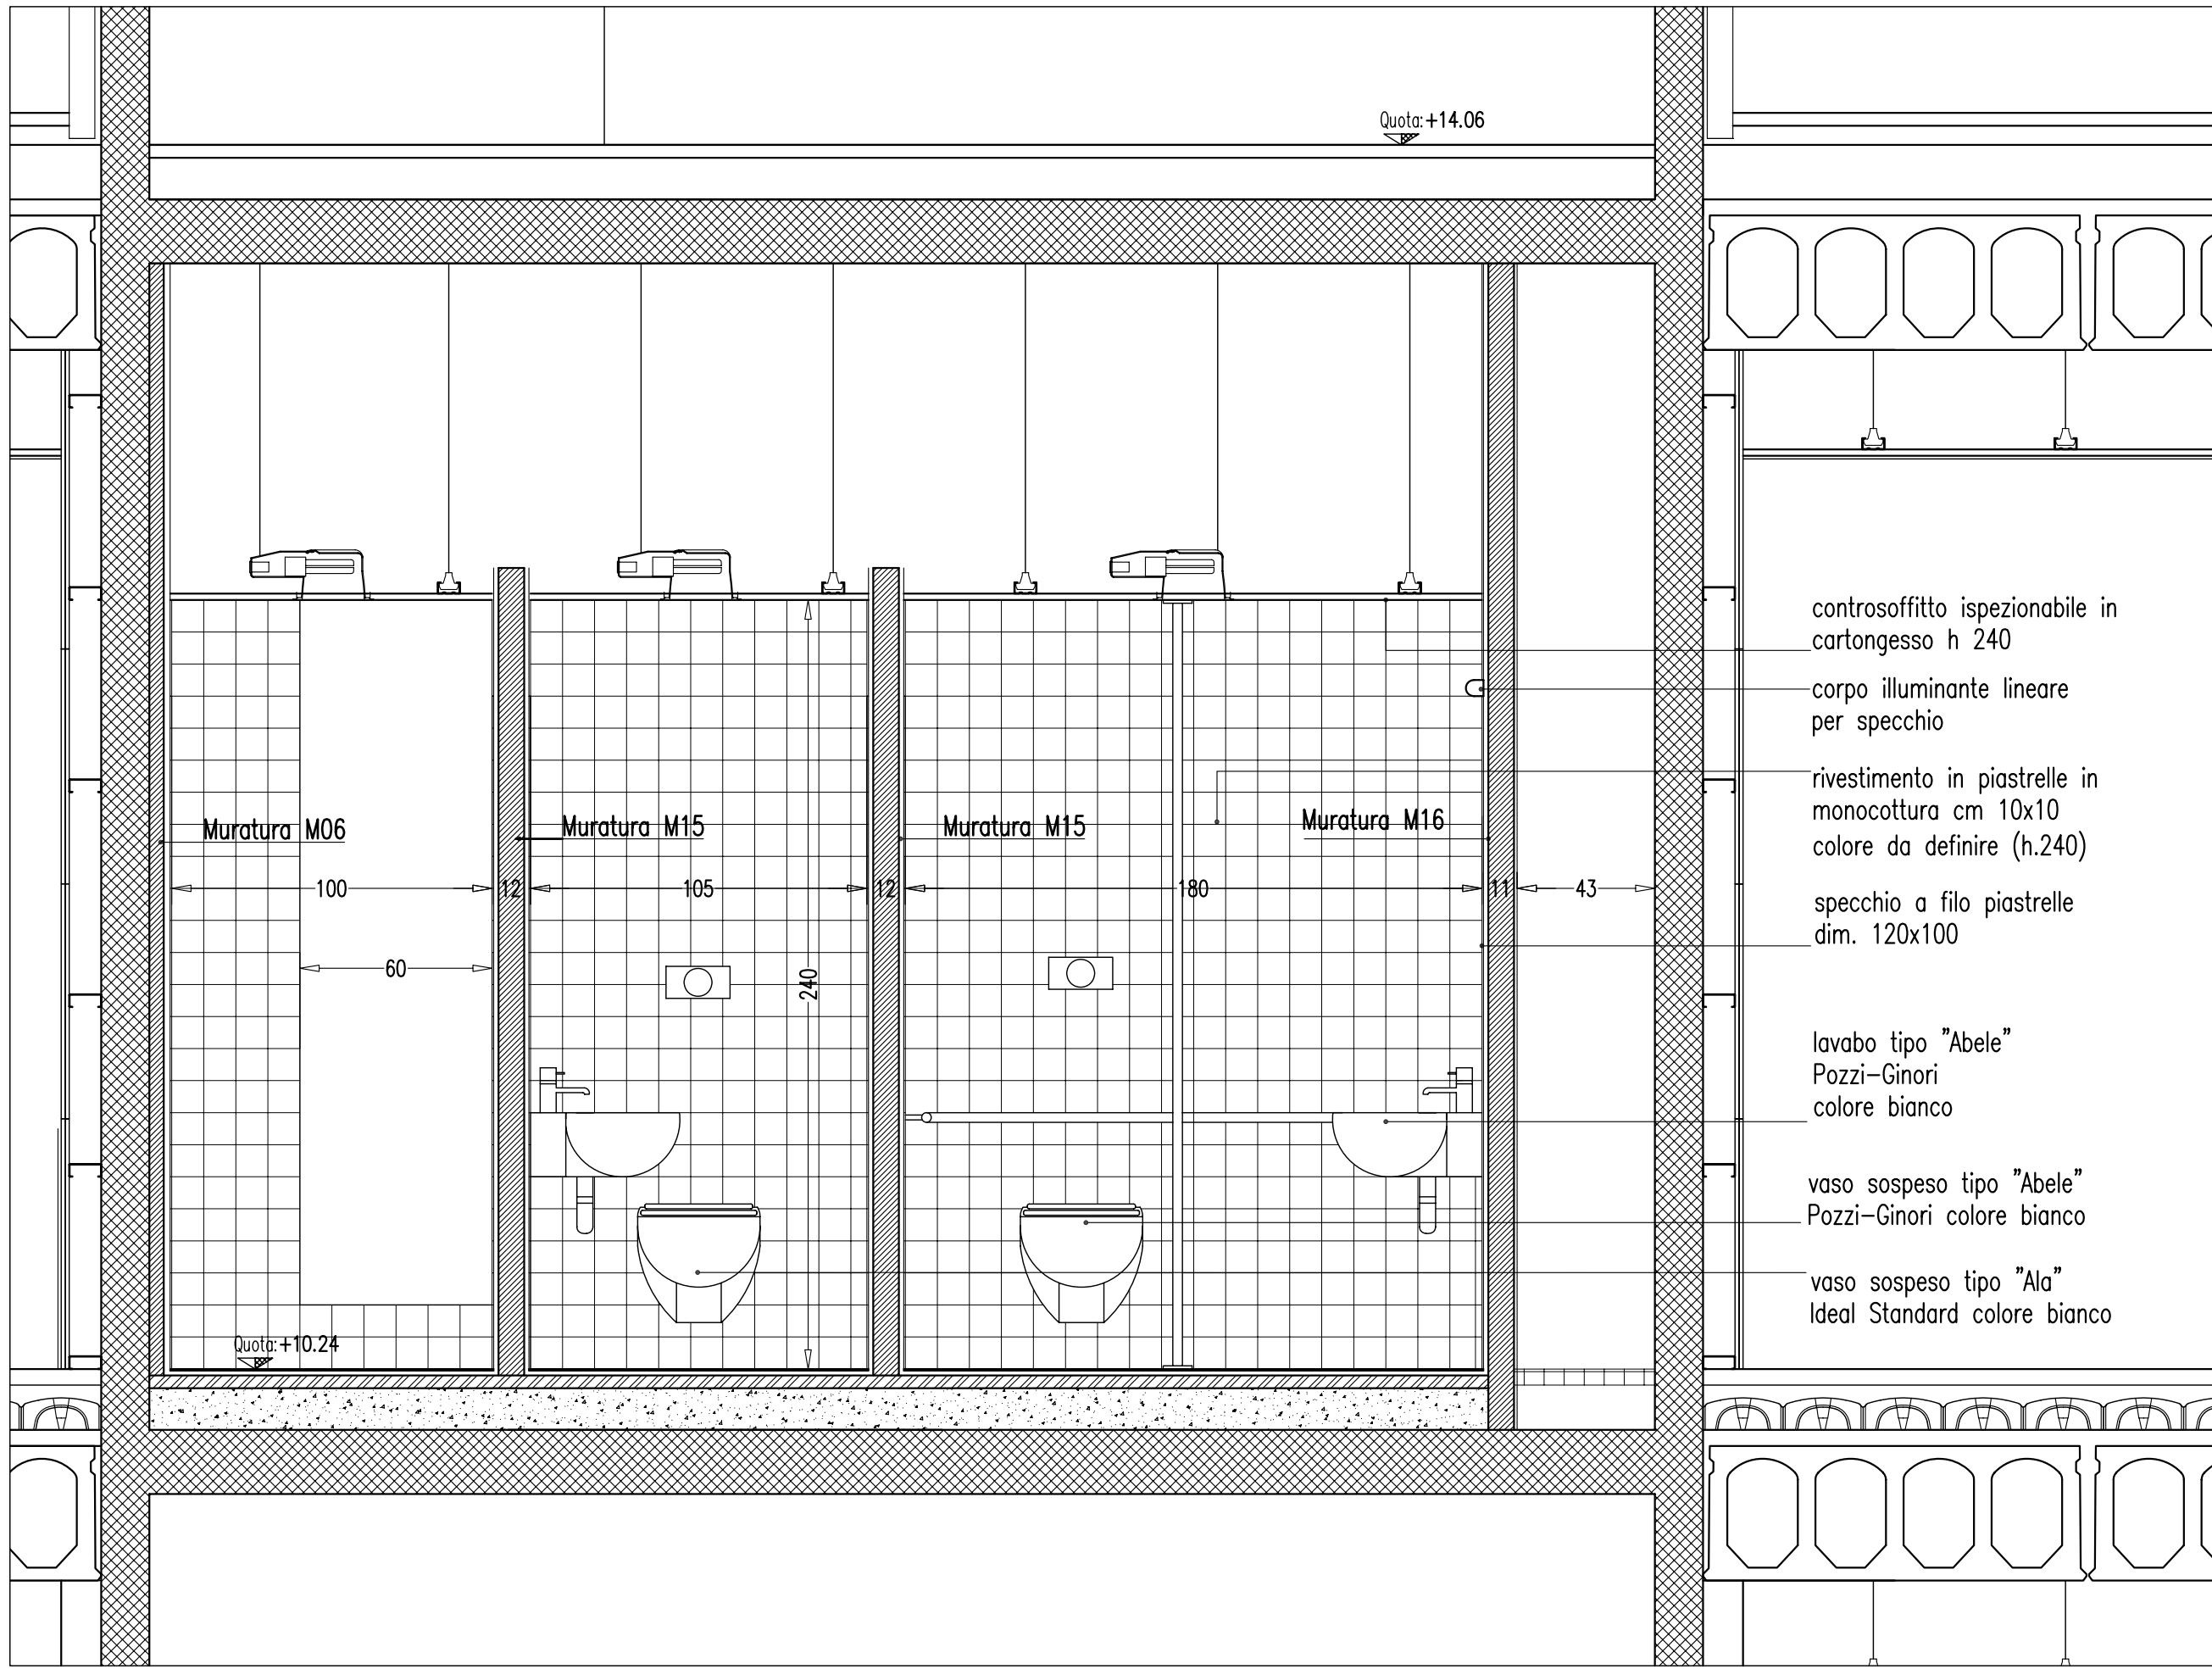 Quota:+14.06
controsoffitto ispezionabile in
cartongesso h 240
corpo illuminante lineare
per specchio
rivestimento in piastrelle in
monocottura cm 10x10
colore da definire (h.240)
Muratura M06
Muratura M15
Muratura M15
Muratura M16
100
12
105
12
180
11
43
specchio a filo piastrelle
dim. 120x100
60
240
lavabo tipo "Abele"
Pozzi-Ginori
colore bianco
vaso sospeso tipo "Abele"
Pozzi-Ginori colore bianco
vaso sospeso tipo "Ala"
Ideal Standard colore bianco
Quota:+10.24